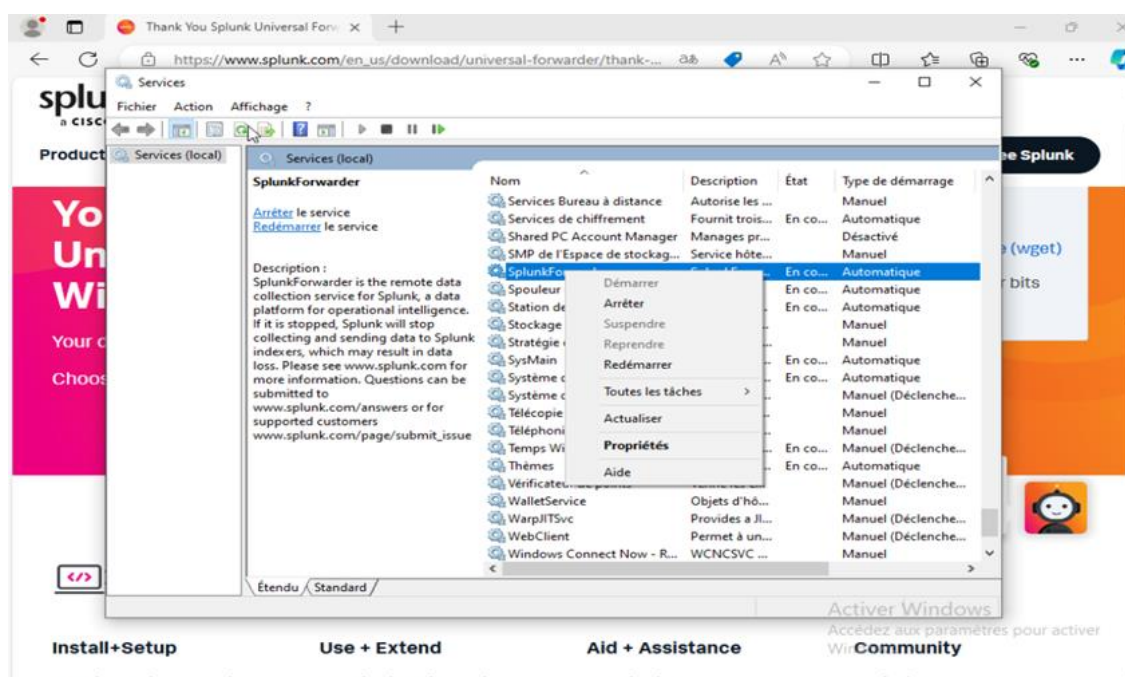 Thank You Splunk Universal Forw
https://www.splunk.com/en_us/download/universal-forwarder/thank-...
Services
splu
a CISC
Fichier Action Affichage ?
Product
ee Splunk
Services (local)
Services (local)
SplunkForwarder
Arrêter le service
Redémarrer le service
Description :
SplunkForwarder is the remote data
collection service for Splunk, a data
platform for operational intelligence.
If it is stopped, Splunk will stop
collecting and sending data to Splunk
indexers, which may result in data
loss. Please see www.splunk.com for
more information. Questions can be
submitted to
www.splunk.com/answers or for
supported customers
www.splunk.com/page/submit_issue
Nom Description État Type de démarrage
Services Bureau à distance Autorise les ... Manuel
Services de chiffrement Fournit trois... En co... Automatique
Shared PC Account Manager Manages pr... Désactivé
SMP de l'Espace de stockag... Service hôte... Manuel
SplunkFo En co... Automatique
Spouleur En co... Automatique
Station de En co... Automatique
Stockage Manuel
Stratégie Manuel
SysMain En co... Automatique
Système En co... Automatique
Système Manuel (Déclenche...
Télécopie Manuel
Téléphoni Manuel
Temps Wi En co... Manuel (Déclenche...
Thèmes En co... Automatique
Vérificate Manuel (Déclenche...
WalletService Objets d'hô... Manuel
WarpJITSvc Provides a JI... Manuel (Déclenche...
WebClient Permet à un... Manuel (Déclenche...
Windows Connect Now - R... WCNCSVC ... Manuel
Démarrer
Arrêter
Suspendre
Reprendre
Redémarrer
Toutes les tâches
Actualiser
Propriétés
Aide
Étendu Standard
Yo
Un
Wi
Your
Choos
(wget)
bits
Activer Windows
Accédez aux paramètres pour activer
Install+Setup Use + Extend Aid + Assistance Community